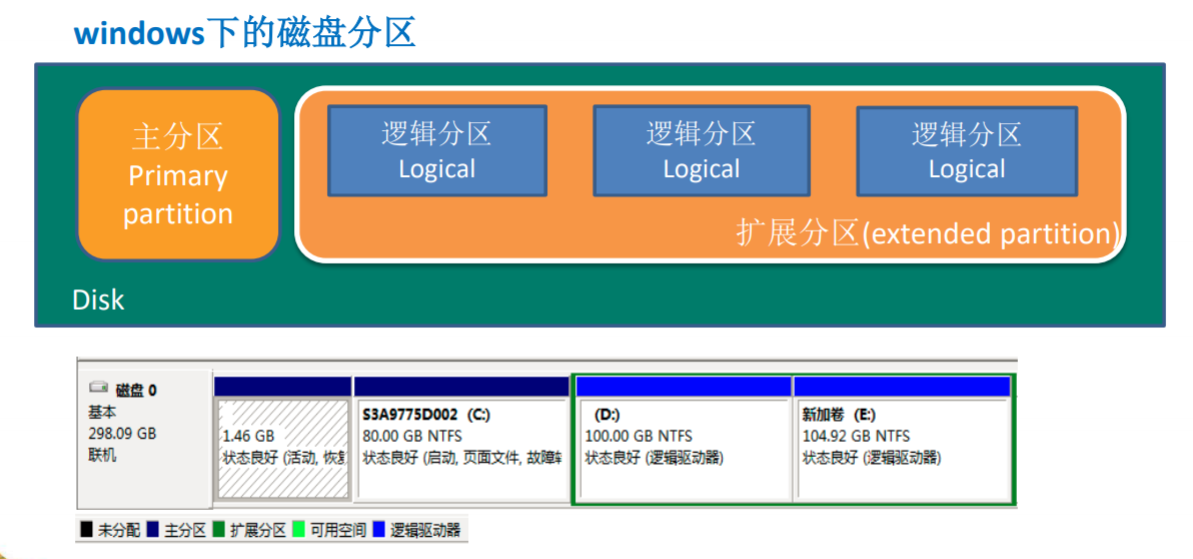 windows下的磁盘分区
主分区
Primary
partition
逻辑分区
Logical
逻辑分区
Logical
逻辑分区
Logical
扩展分区(extended partition)
Disk
磁盘 0
基本
298.09 GB
联机
1.46 GB
状态良好 (活动, 恢复
S3A9775D002 (C:)
80.00 GB NTFS
状态良好 (启动, 页面文件, 故障转
(D:)
100.00 GB NTFS
状态良好 (逻辑驱动器)
新加卷 (E:)
104.92 GB NTFS
状态良好 (逻辑驱动器)
未分配 主分区 扩展分区 可用空间 逻辑驱动器